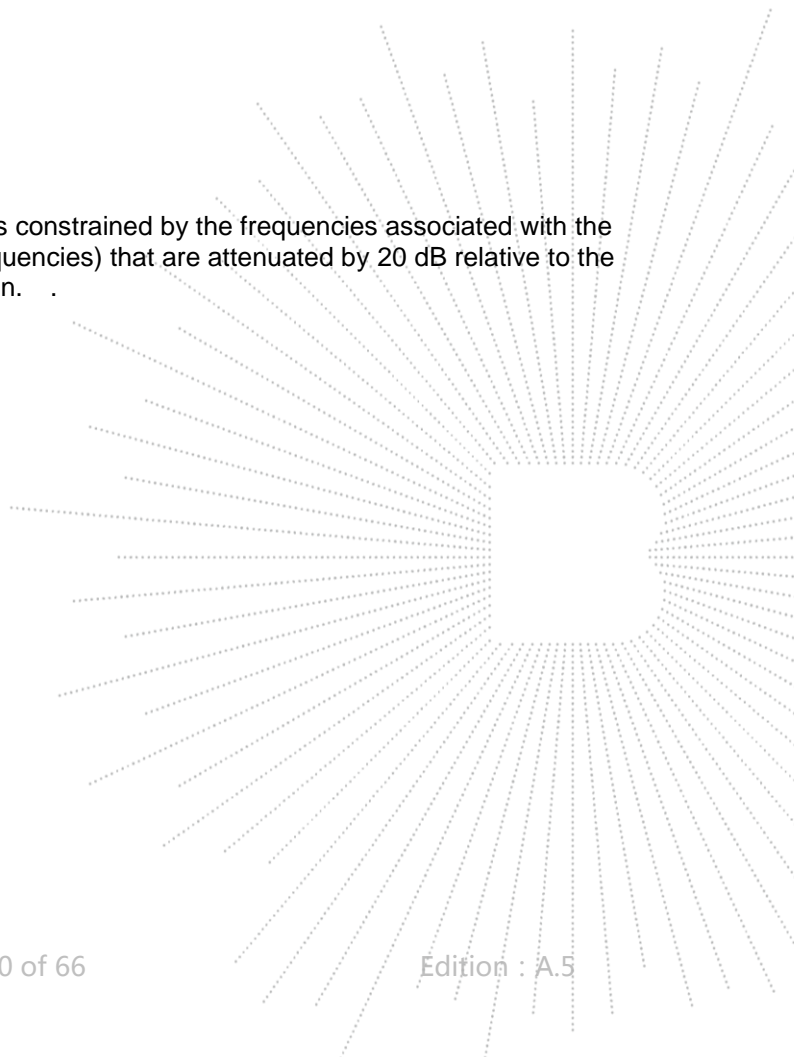 s constrained by the frequencies associated with the
quencies) that are attenuated by 20 dB relative to the
n. .
0 of 66 Edition : A.5